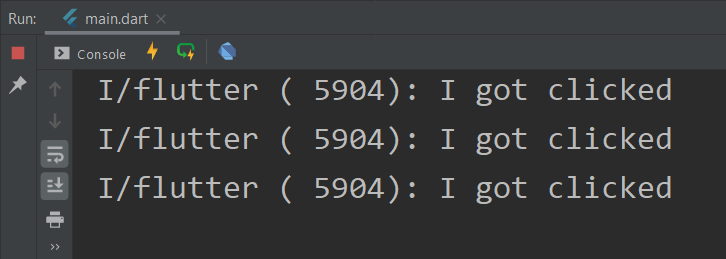 Run: main.dart
Console
I/flutter ( 5904): I got clicked
I/flutter ( 5904): I got clicked
I/flutter ( 5904): I got clicked